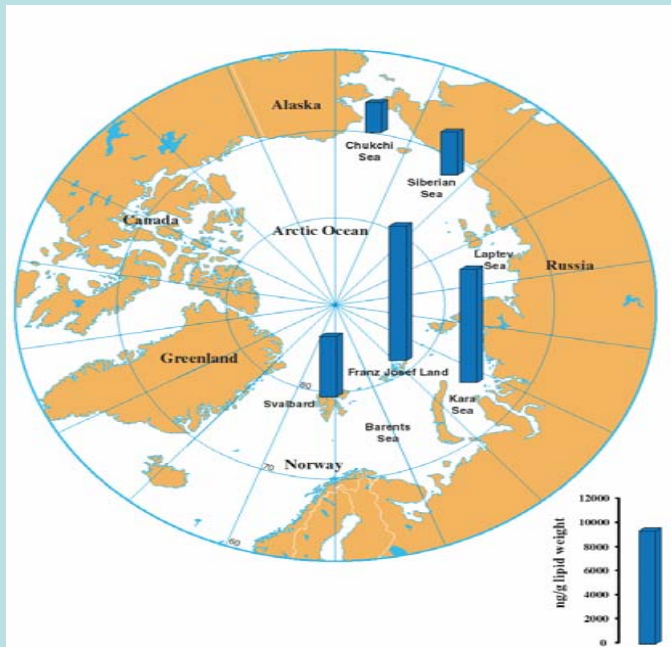 Alaska
Chukchi
Sea
Siberian
Sea
Canada
Arctic Ocean
Laptev
Sea
Russia
Greenland
80
Franz Josef Land
Svalbard
Kara
Sea
Barents
Sea
Norway
70
60
ng/g lipid weight
12000
10000
8000
6000
4000
2000
0